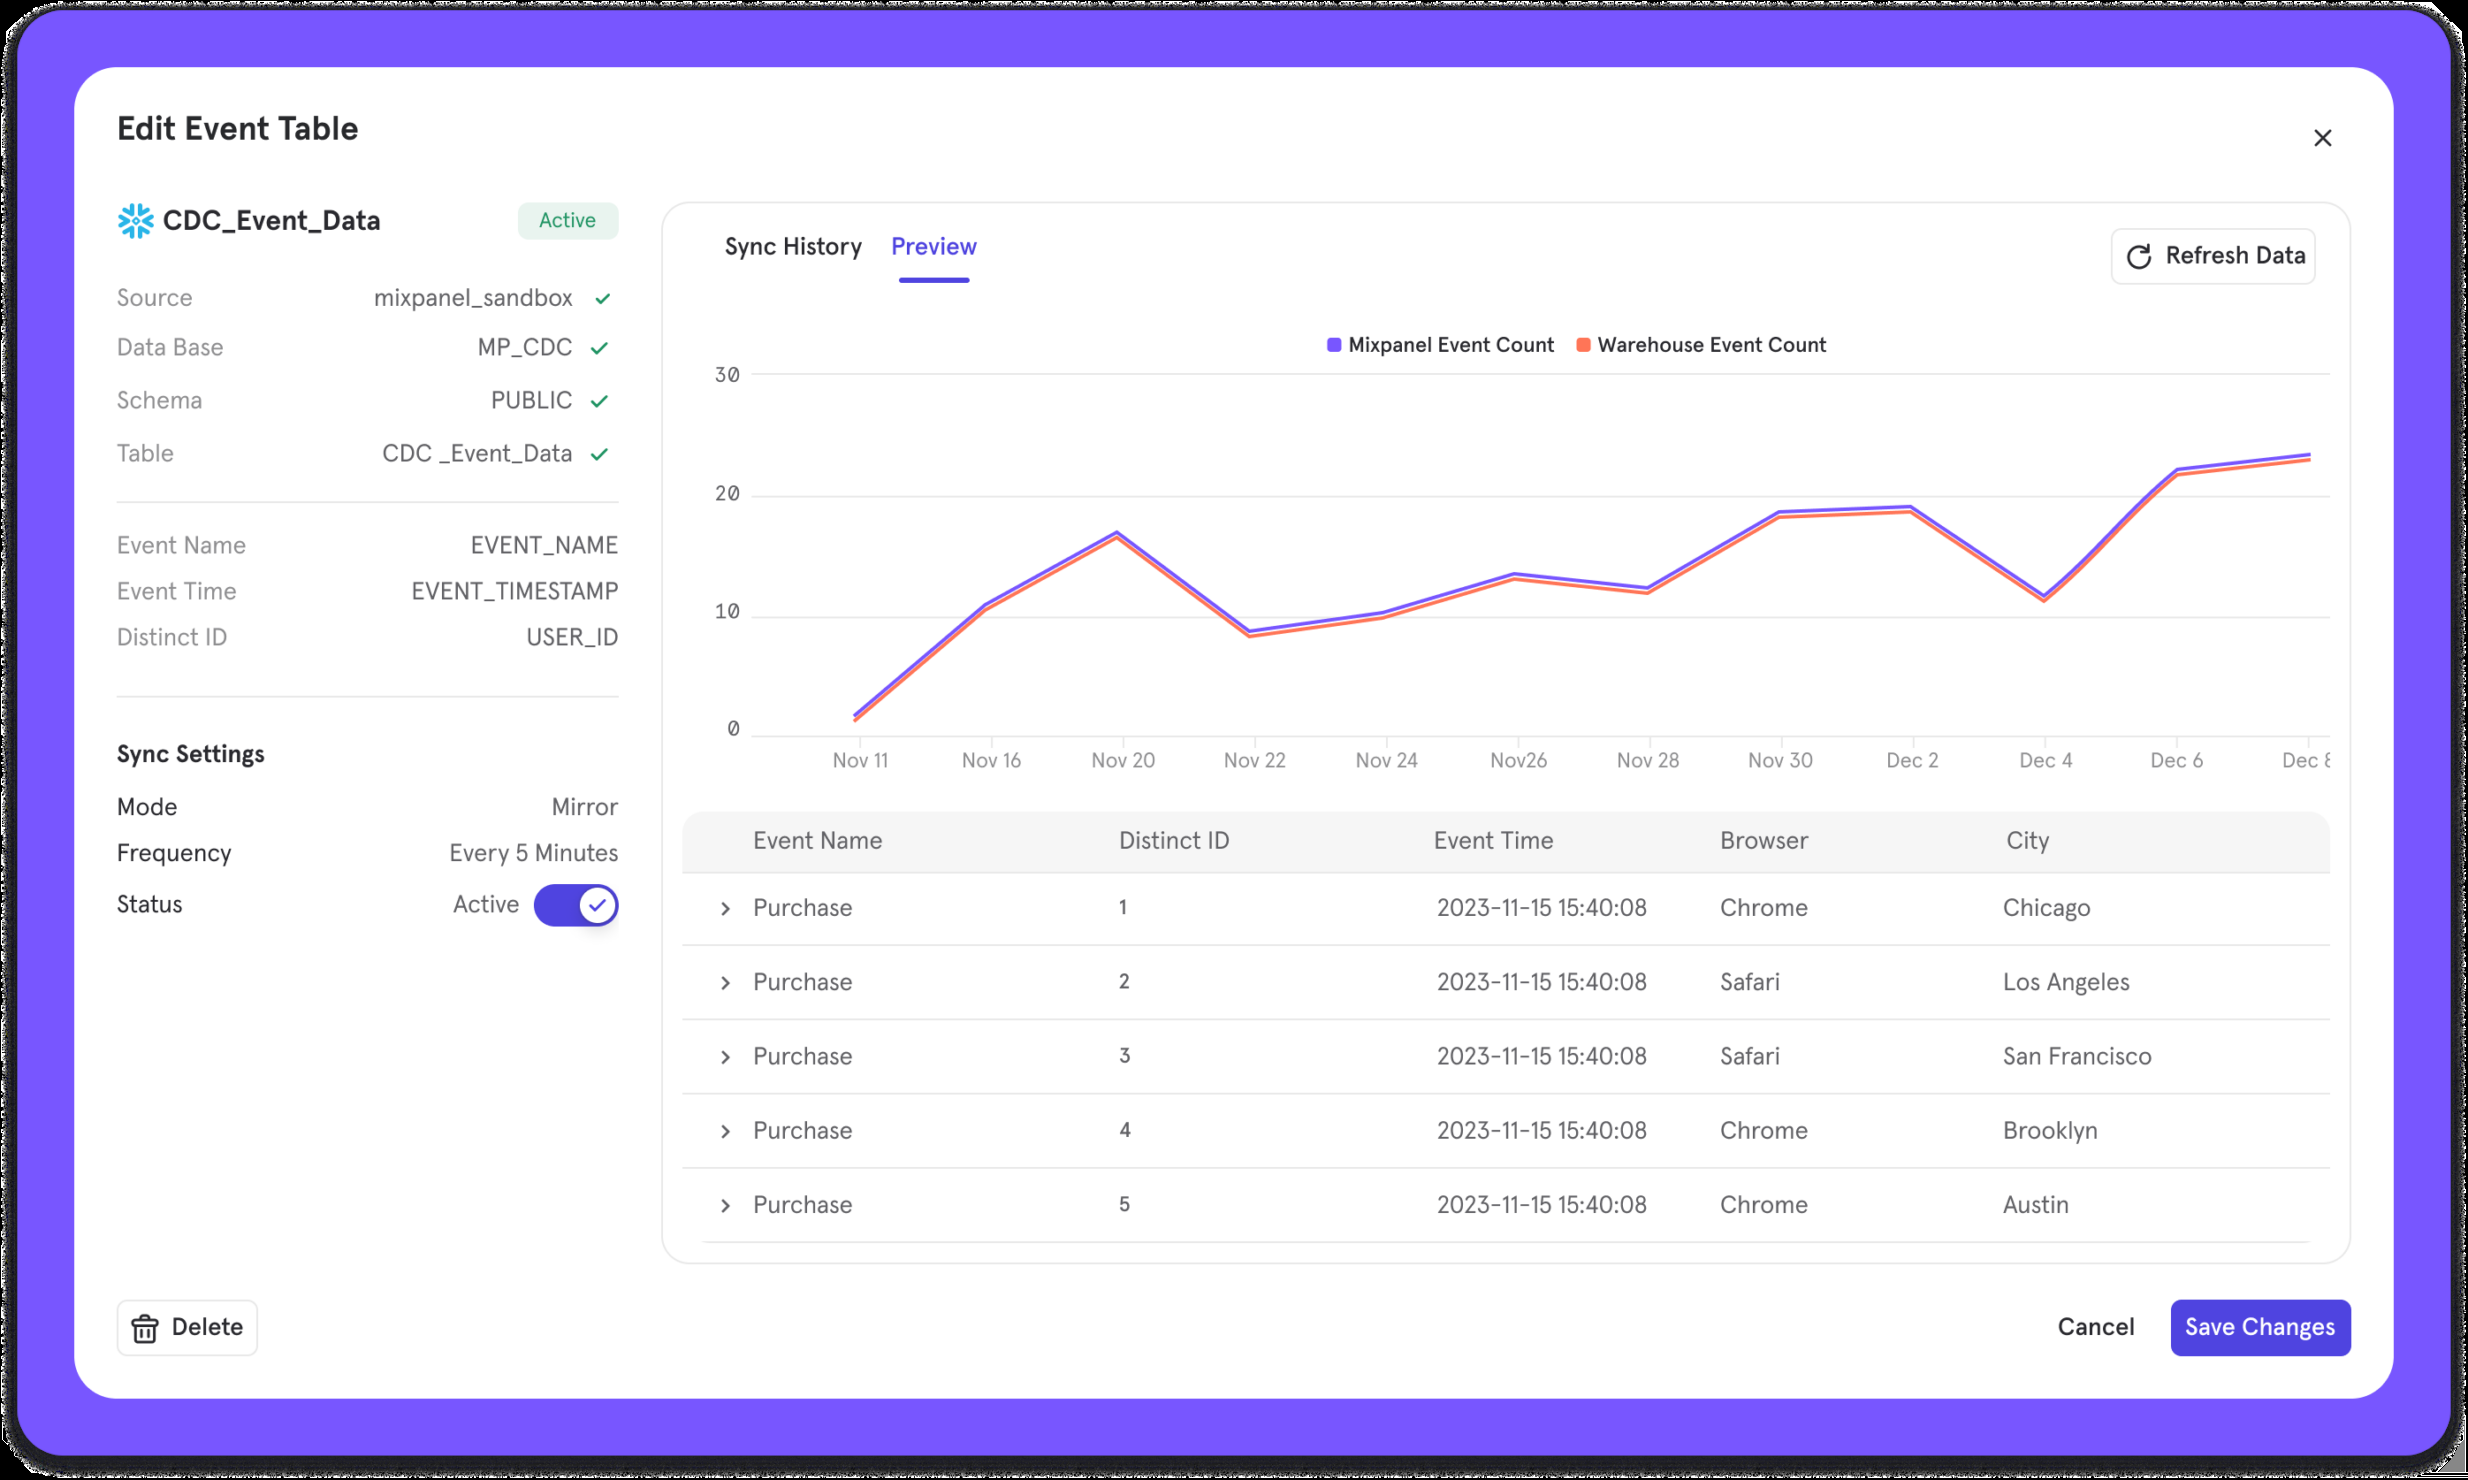 Edit Event Table
CDC_Event_Data
Active
Source mixpanel_sandbox
Data Base MP_CDC
Schema PUBLIC
Table CDC _Event_Data
Event Name EVENT_NAME
Event Time EVENT_TIMESTAMP
Distinct ID USER_ID
Sync Settings
Mode Mirror
Frequency Every 5 Minutes
Status Active
Sync History Preview
Refresh Data
Mixpanel Event Count Warehouse Event Count
30
20
10
0
Nov 11 Nov 16 Nov 20 Nov 22 Nov 24 Nov26 Nov 28 Nov 30 Dec 2 Dec 4 Dec 6 Dec 8
Event Name Distinct ID Event Time Browser City
Purchase 1 2023-11-15 15:40:08 Chrome Chicago
Purchase 2 2023-11-15 15:40:08 Safari Los Angeles
Purchase 3 2023-11-15 15:40:08 Safari San Francisco
Purchase 4 2023-11-15 15:40:08 Chrome Brooklyn
Purchase 5 2023-11-15 15:40:08 Chrome Austin
Delete
Cancel Save Changes